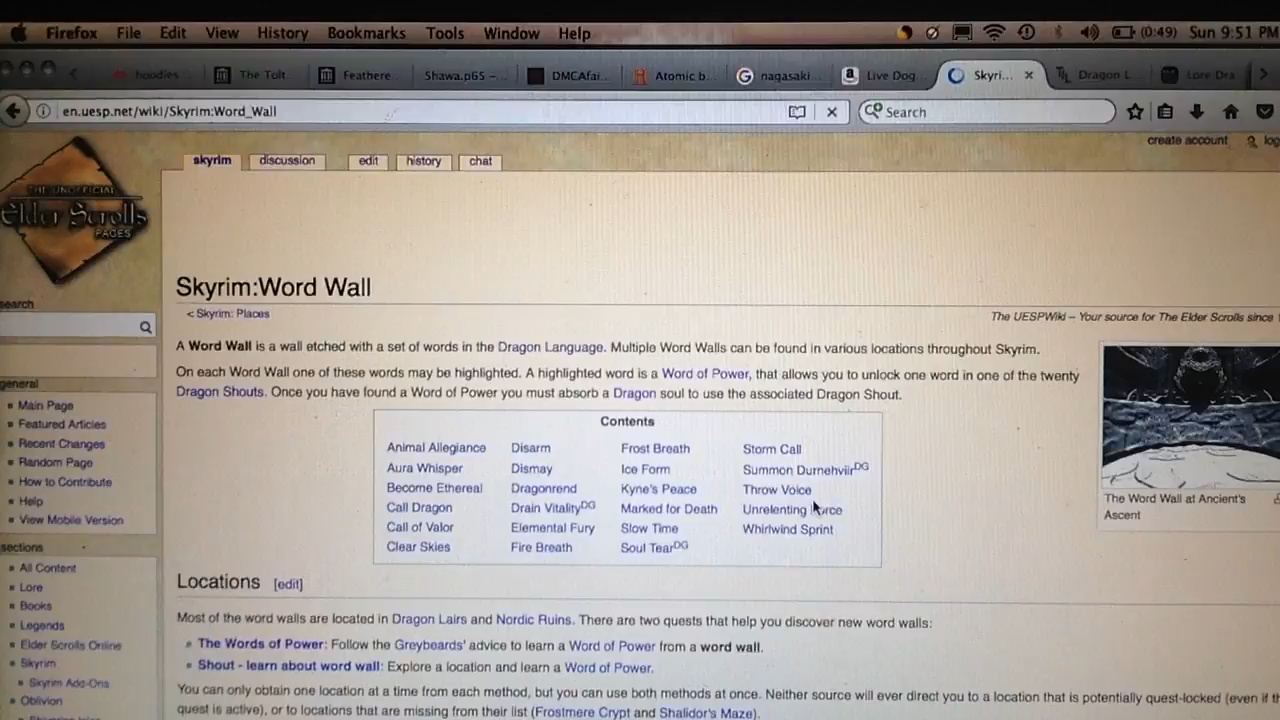 Firefox File Edit View History Bookmarks Tools Window Help (0:49) Sun 9:51 PM
hoodies The Tolt Feathere.. Shawa.p65 –... DMCAfai... Atomic b... nagasaki... Live Dog... Skyri... × Dragon L... Lore Dra
en.uesp.net/wiki/Skyrim:Word_Wall Search
create account log
skyrim discussion edit history chat
THE UNOFFICIAL
Elder Scrolls
PAGES
Skyrim:Word Wall
search
< Skyrim: Places
The UESPWiki – Your source for The Elder Scrolls since
A Word Wall is a wall etched with a set of words in the Dragon Language. Multiple Word Walls can be found in various locations throughout Skyrim.
On each Word Wall one of these words may be highlighted. A highlighted word is a Word of Power, that allows you to unlock one word in one of the twenty
Dragon Shouts. Once you have found a Word of Power you must absorb a Dragon soul to use the associated Dragon Shout.
general
Main Page
Featured Articles
Recent Changes
Random Page
How to Contribute
Help
View Mobile Version
Contents
Animal Allegiance Disarm Frost Breath Storm Call
Aura Whisper Dismay Ice Form Summon DurnehviirDG
Become Ethereal Dragonrend Kyne's Peace Throw Voice
Call Dragon Drain VitalityDG Marked for Death Unrelenting
Call of Valor Elemental Fury Slow Time Whirlwind Sprint
Clear Skies Fire Breath Soul TearDG
The Word Wall at Ancient's
Ascent
sections
All Content
Lore
Books
Legends
Elder Scrolls Online
Skyrim
Skyrim Add-Ons
Oblivion
Locations [edit]
Most of the word walls are located in Dragon Lairs and Nordic Ruins. There are two quests that help you discover new word walls:
The Words of Power: Follow the Greybeards' advice to learn a Word of Power from a word wall.
Shout - learn about word wall: Explore a location and learn a Word of Power.
You can only obtain one location at a time from each method, but you can use both methods at once. Neither source will ever direct you to a location that is potentially quest-locked (even if
quest is active), or to locations that are missing from their list (Frostmere Crypt and Shalidor's Maze).